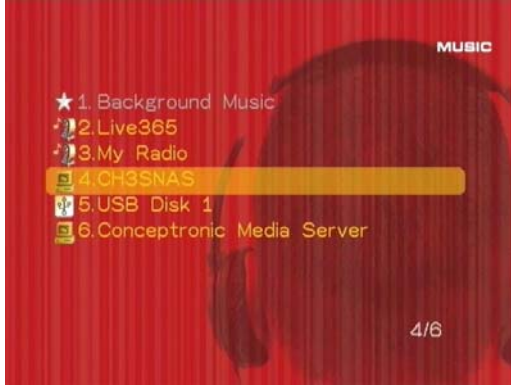 MUSIC
1. Background Music
2.Live365
3.My Radio
4.CH3SNAS
5.USB Disk 1
6.Conceptronic Media Server
4/6